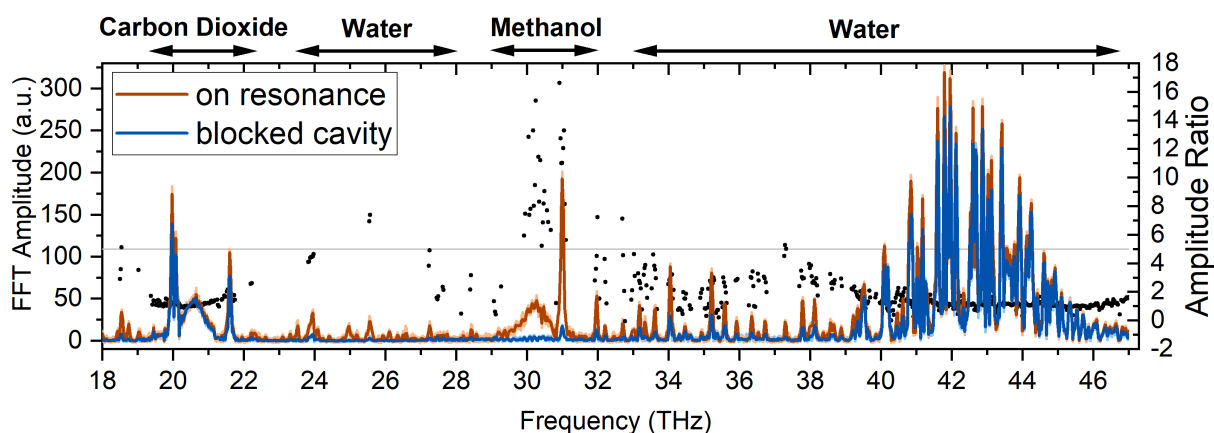 Carbon Dioxide Water Methanol Water
FFT Amplitude (a.u.)
300
250
200
150
100
50
0
on resonance
blocked cavity
18
16
14
12
10
8
6
4
2
0
-2
Amplitude Ratio
18 20 22 24 26 28 30 32 34 36 38 40 42 44 46
Frequency (THz)